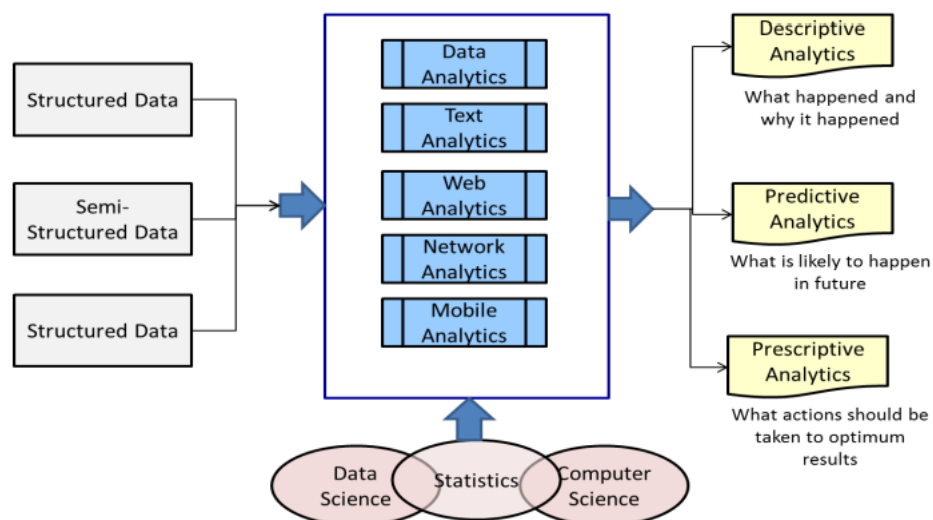 Structured Data
Semi-
Structured Data
Structured Data
Data
Analytics
Text
Analytics
Web
Analytics
Network
Analytics
Mobile
Analytics
Data
Science
Statistics
Computer
Science
Descriptive
Analytics
What happened and
why it happened
Predictive
Analytics
What is likely to happen
in future
Prescriptive
Analytics
What actions should be
taken to optimum
results